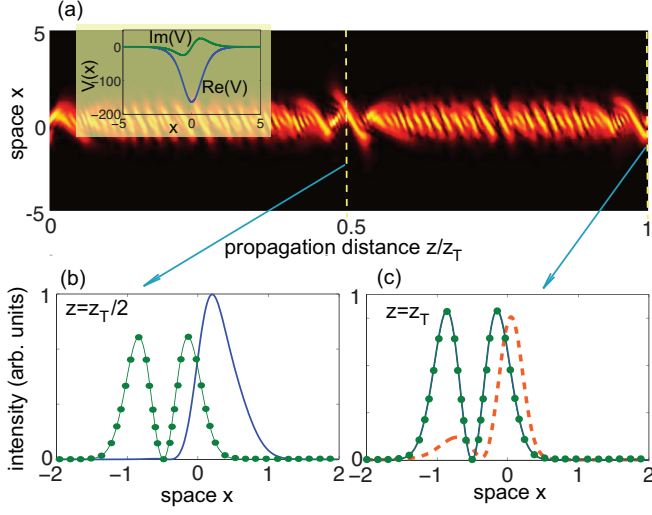 (a)
5
0
-5
space x
Im(V)
Re(V)
0
−100
−200
V(x)
-5
x
5
0
0.5
1
propagation distance z/z_T
(b)
(c)
1
z=z_T/2
0
intensity (arb. units)
−2
−1
0
1
2
space x
1
z=z_T
0
−2
−1
0
1
2
space x